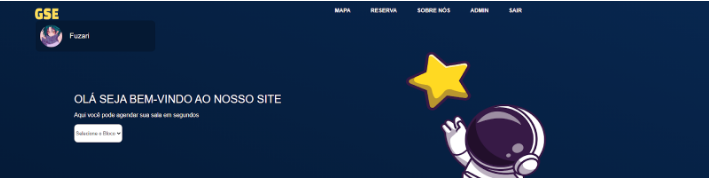 GSE
MAPA RESERVA SOBRE NÓS ADMIN SAIR
Fuzari
OLÁ SEJA BEM-VINDO AO NOSSO SITE
Aqui você pode agendar sua sala em segundos
Selecione o Bloco